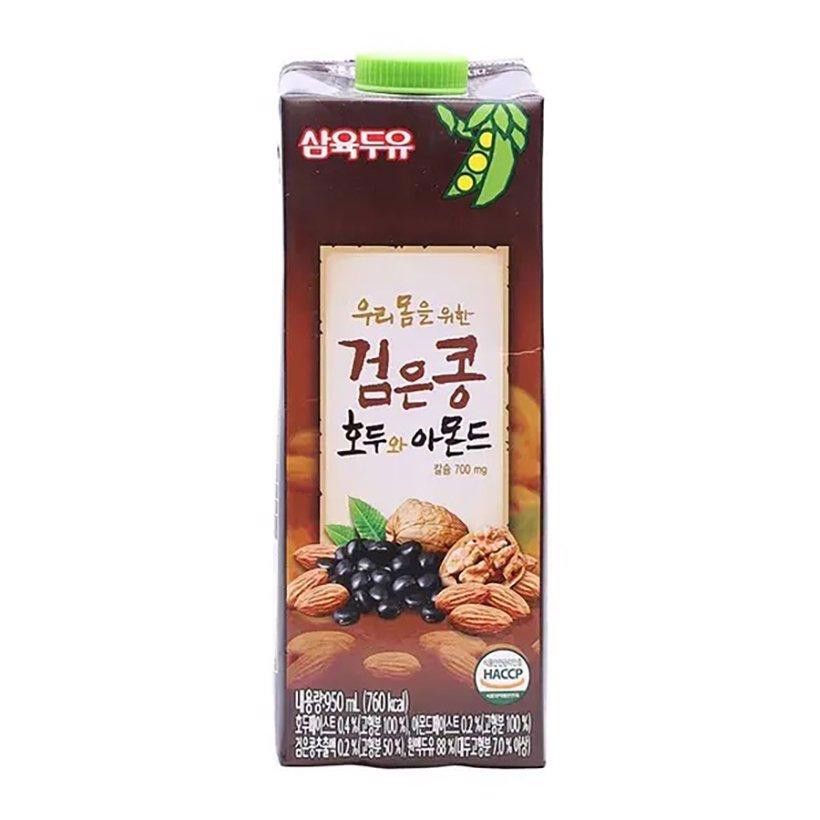 삼육두유
우리 몸을 위한
검은콩
호두와 아몬드
칼슘 700 mg
HACCP
내용량:950 mL (760 kcal)
호두페이스트 0.4 %(고형분 100 %), 아몬드페이스트 0.2 %(고형분 100 %)
검은콩추출액 0.2 %(고형분 50 %), 원액두유 88 %(대두고형분 7.0 % 이상)